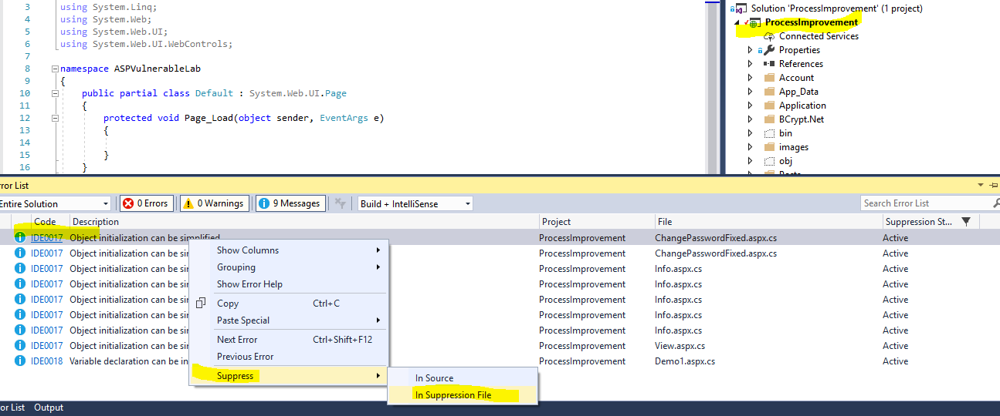 3 using System.Linq;
4 using System.Web;
5 using System.Web.UI;
6 using System.Web.UI.WebControls;
7
8 namespace ASPVulnerableLab
9 {
10 public partial class Default : System.Web.UI.Page
11 {
12 protected void Page_Load(object sender, EventArgs e)
13 {
14
15 }
16 }
Solution 'ProcessImprovement' (1 project)
ProcessImprovement
Connected Services
Properties
References
Account
App_Data
Application
BCrypt.Net
bin
images
obj
rror List
Entire Solution
0 Errors
0 Warnings
9 Messages
Build + IntelliSense
Search Error List
Code Description Project File Suppression St...
IDE0017 Object initialization can be simplified ProcessImprovement ChangePasswordFixed.aspx.cs Active
IDE0017 Object initialization can be sir ProcessImprovement ChangePasswordFixed.aspx.cs Active
IDE0017 Object initialization can be sir ProcessImprovement Info.aspx.cs Active
IDE0017 Object initialization can be sir ProcessImprovement Info.aspx.cs Active
IDE0017 Object initialization can be sir ProcessImprovement Info.aspx.cs Active
IDE0017 Object initialization can be sir ProcessImprovement Info.aspx.cs Active
IDE0017 Object initialization can be sir ProcessImprovement Info.aspx.cs Active
IDE0017 Object initialization can be sir ProcessImprovement View.aspx.cs Active
IDE0018 Variable declaration can be in ProcessImprovement Demo1.aspx.cs Active
Show Columns
Grouping
Show Error Help
Copy Ctrl+C
Paste Special
Next Error Ctrl+Shift+F12
Previous Error
Suppress
In Source
In Suppression File
ror List Output